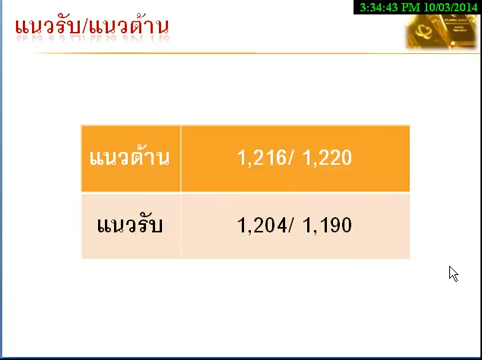 3:34:43 PM 10/03/2014
แนวรับ/แนวต้าน
แนวต้าน 1,216/ 1,220
แนวรับ 1,204/ 1,190